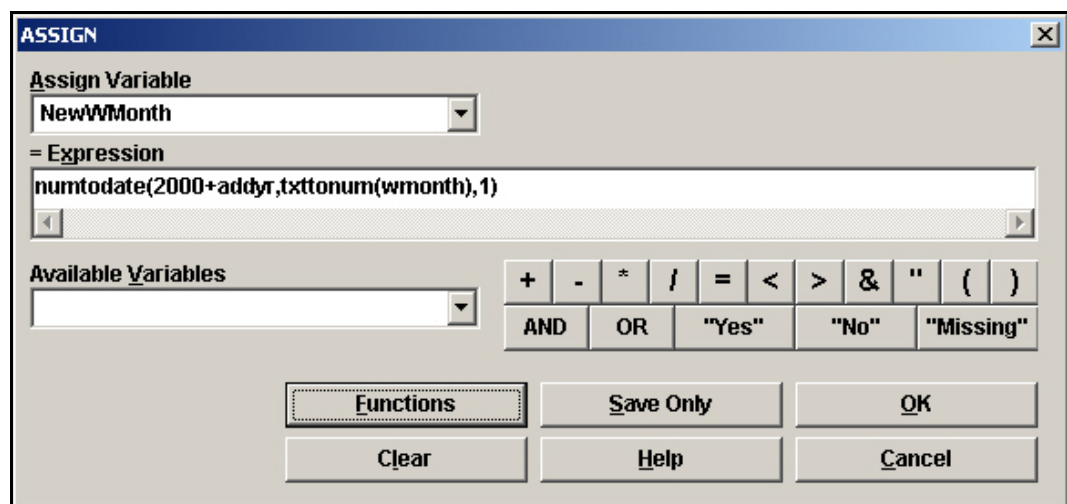 ASSIGN
Assign Variable
NewWMonth
= Expression
numtodate(2000+addyr,txttonum(wmonth),1)
Available Variables
+ - * / = < > & " ( )
AND OR "Yes" "No" "Missing"
Functions Save Only OK
Clear Help Cancel